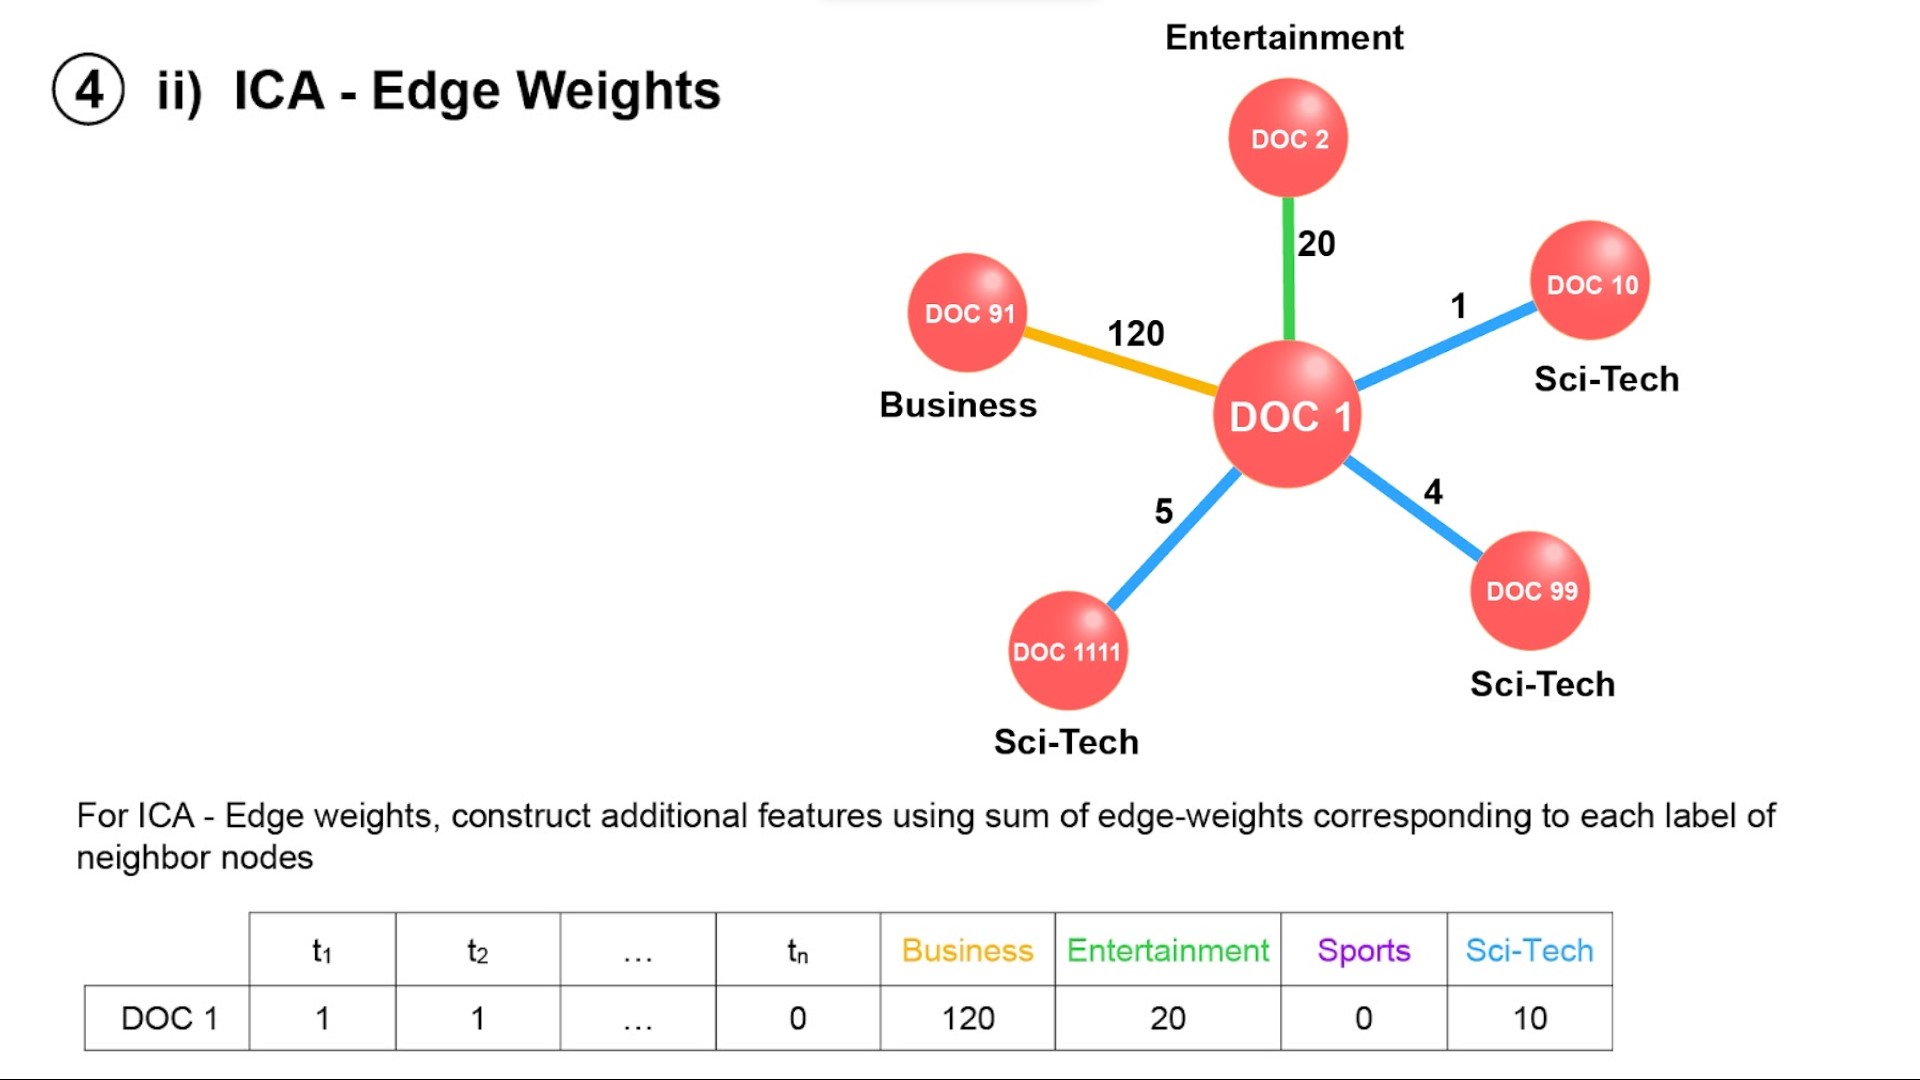 4 ii) ICA - Edge Weights
Entertainment
DOC 2
20
DOC 10
1
Sci-Tech
DOC 91
120
Business
DOC 1
5
4
DOC 99
Sci-Tech
DOC 1111
Sci-Tech
For ICA - Edge weights, construct additional features using sum of edge-weights corresponding to each label of
neighbor nodes
t1 t2 ... tn Business Entertainment Sports Sci-Tech
DOC 1 1 1 ... 0 120 20 0 10